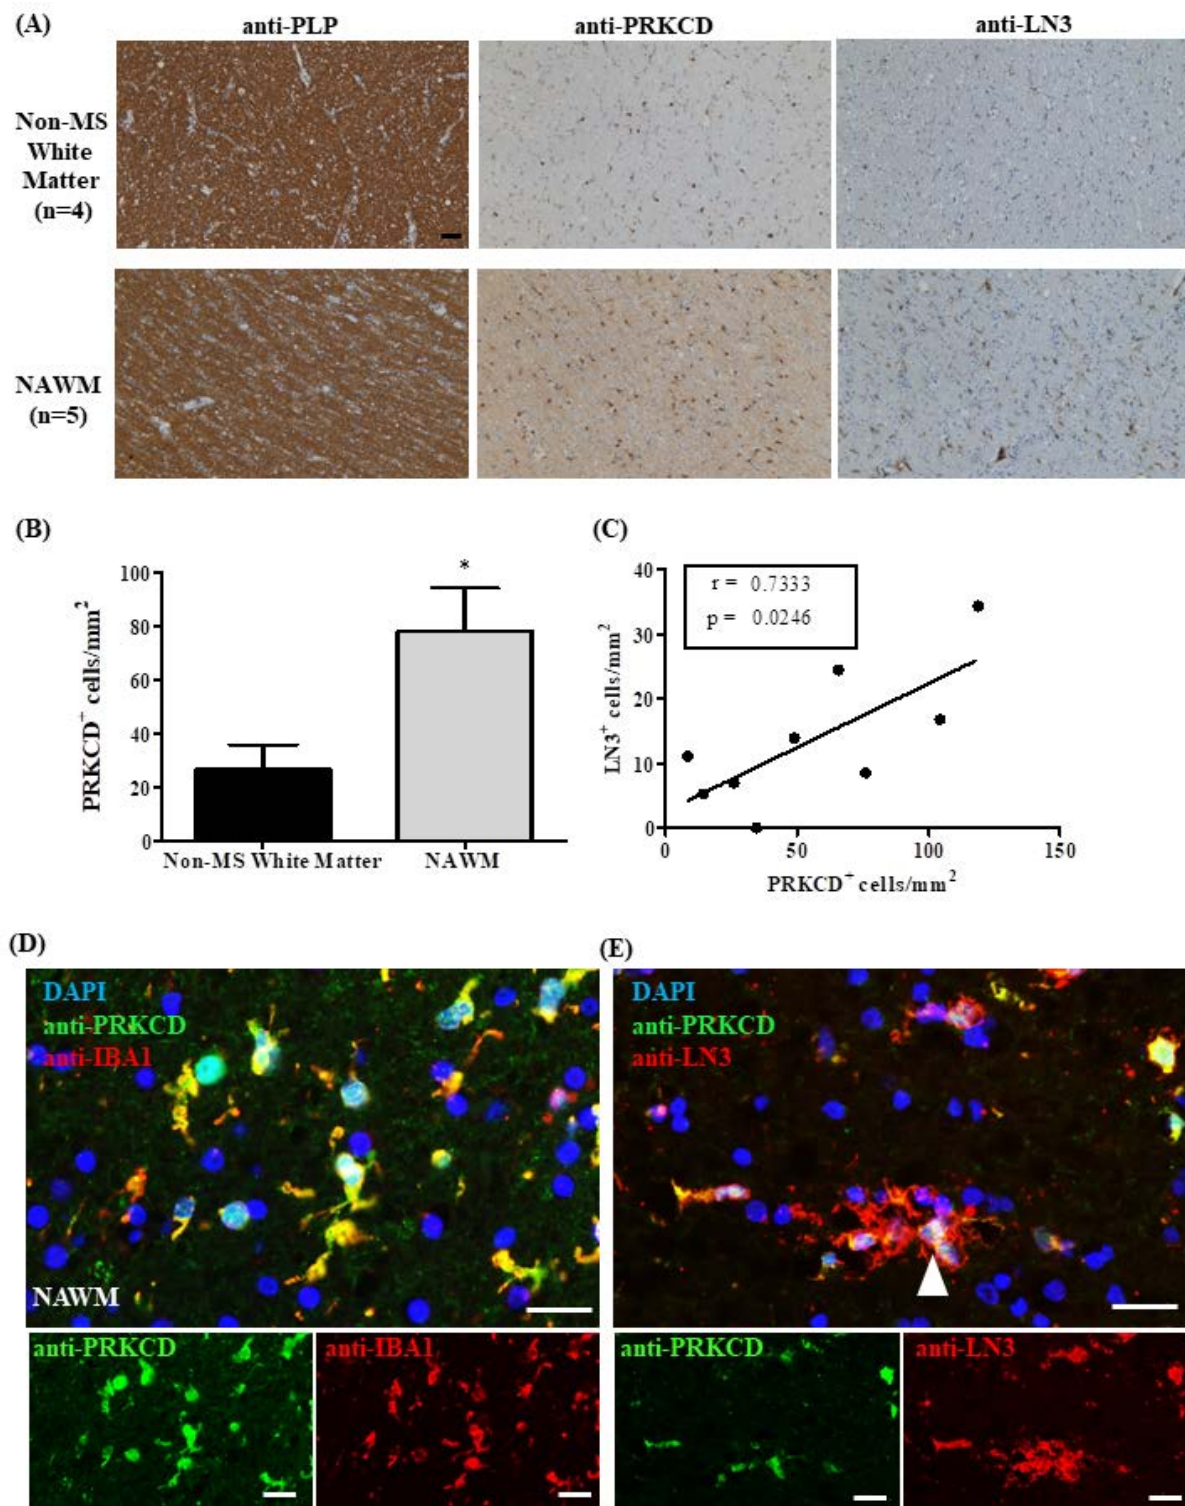 (A)
anti-PLP
anti-PRKCD
anti-LN3
Non-MS
White
Matter
(n=4)
NAWM
(n=5)
(B)
PRKCD⁺ cells/mm²
100
80
60
40
20
0
*
Non-MS White Matter
NAWM
(C)
LN3⁺ cells/mm²
40
30
20
10
0
r = 0.7333
p = 0.0246
0
50
100
150
PRKCD⁺ cells/mm²
(D)
DAPI
anti-PRKCD
anti-IBA1
NAWM
anti-PRKCD
anti-IBA1
(E)
DAPI
anti-PRKCD
anti-LN3
anti-PRKCD
anti-LN3